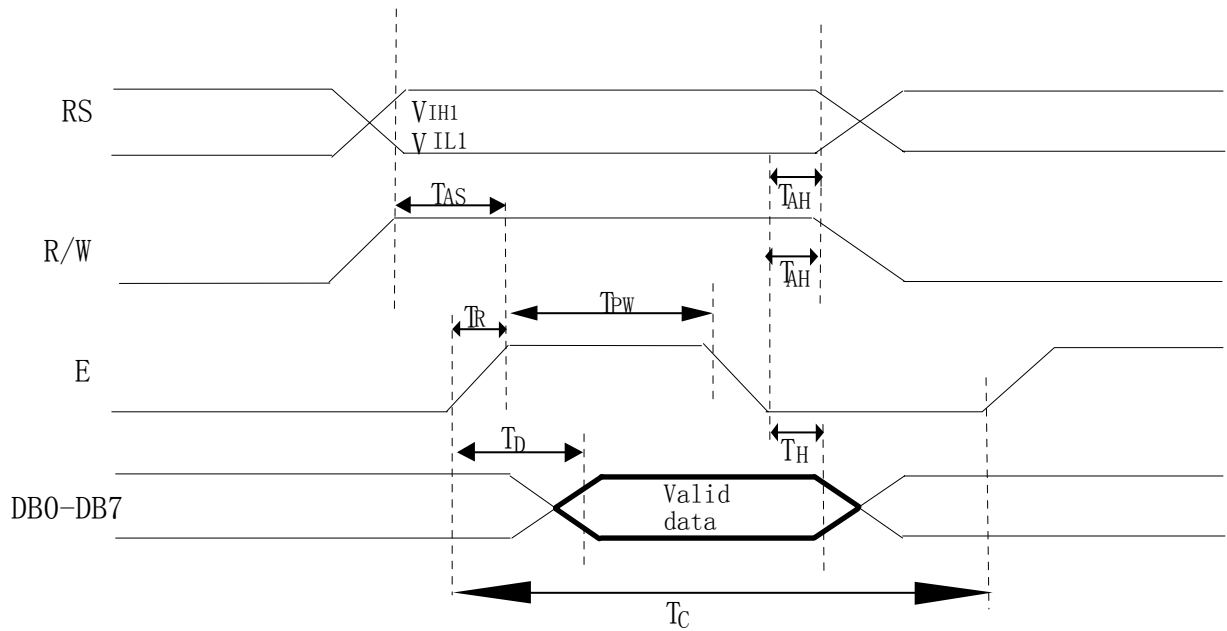 RS
VIH1
VIL1
TAS
TAH
R/W
TAH
TR
TPW
E
TD
TH
DB0-DB7
Valid
data
TC